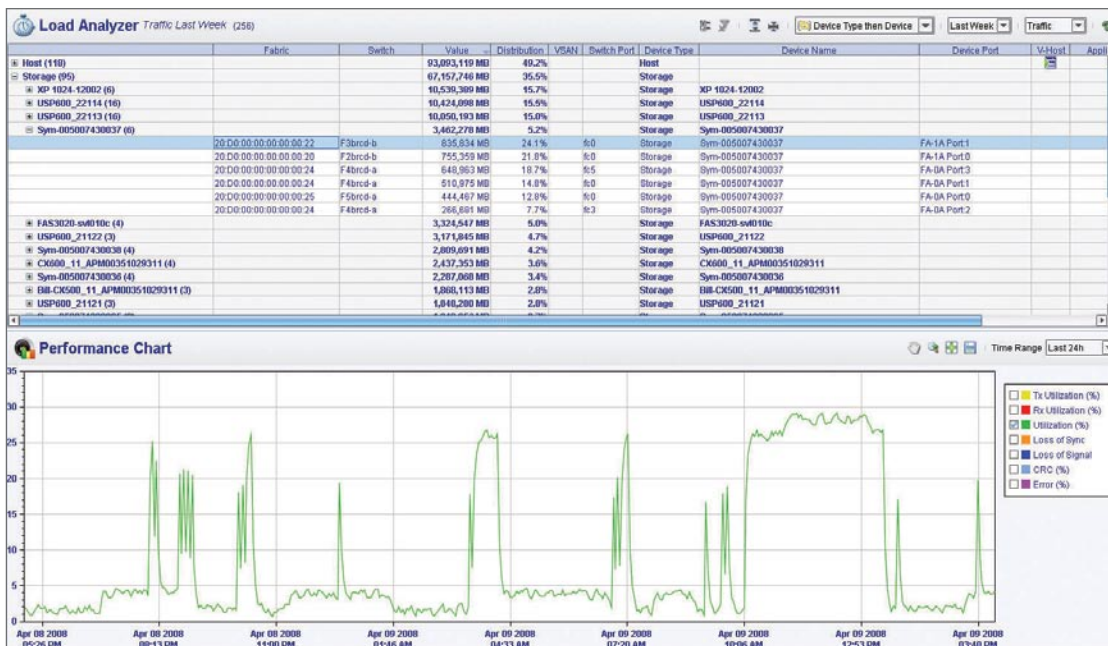 Load Analyzer Traffic Last Week (256)
Device Type then Device Last Week Traffic
Fabric Switch Value Distribution VSAN Switch Port Device Type Device Name Device Port V-Host Appli
Host (118) 93,093,119 MB 49.2% Host
Storage (95) 67,157,746 MB 35.5% Storage
XP 1024-12002 (6) 10,539,389 MB 15.7% Storage XP 1024-12002
USP600_22114 (16) 10,424,098 MB 15.5% Storage USP600_22114
USP600_22113 (16) 10,050,193 MB 15.0% Storage USP600_22113
Sym-005007430037 (6) 3,462,278 MB 5.2% Storage Sym-005007430037
20:D0:00:00:00:00:00:22 F3brcd-b 835,834 MB 24.1% fc0 Storage Sym-005007430037 FA-1A Port:1
20:D0:00:00:00:00:00:20 F2brcd-b 755,359 MB 21.8% fc0 Storage Sym-005007430037 FA-1A Port:0
20:D0:00:00:00:00:00:24 F4brcd-a 648,963 MB 18.7% fc5 Storage Sym-005007430037 FA-0A Port:3
20:D0:00:00:00:00:00:24 F4brcd-a 510,975 MB 14.8% fc0 Storage Sym-005007430037 FA-0A Port:1
20:D0:00:00:00:00:00:25 F5brcd-a 444,467 MB 12.8% fc0 Storage Sym-005007430037 FA-0A Port:0
20:D0:00:00:00:00:00:24 F4brcd-a 266,681 MB 7.7% fc3 Storage Sym-005007430037 FA-0A Port:2
FAS3020-svl010c (4) 3,324,547 MB 5.0% Storage FAS3020-svl010c
USP600_21122 (3) 3,171,845 MB 4.7% Storage USP600_21122
Sym-005007430038 (4) 2,809,691 MB 4.2% Storage Sym-005007430038
CX600_11_APM00351029311 (4) 2,437,353 MB 3.6% Storage CX600_11_APM00351029311
Sym-005007430036 (4) 2,287,068 MB 3.4% Storage Sym-005007430036
Bill-CX500_11_APM00351029311 (3) 1,868,113 MB 2.8% Storage Bill-CX500_11_APM00351029311
USP600_21121 (3) 1,848,200 MB 2.8% Storage USP600_21121
Performance Chart
Time Range Last 24h
35
30
25
20
15
10
5
0
Tx Utilization (%)
Rx Utilization (%)
Utilization (%)
Loss of Sync
Loss of Signal
CRC (%)
Error (%)
Apr 08 2008 Apr 08 2008 Apr 08 2008 Apr 09 2008 Apr 09 2008 Apr 09 2008 Apr 09 2008 Apr 09 2008 Apr 09 2008
05:26 PM 08:13 PM 11:00 PM 01:46 AM 04:33 AM 07:20 AM 10:06 AM 12:53 PM 03:40 PM